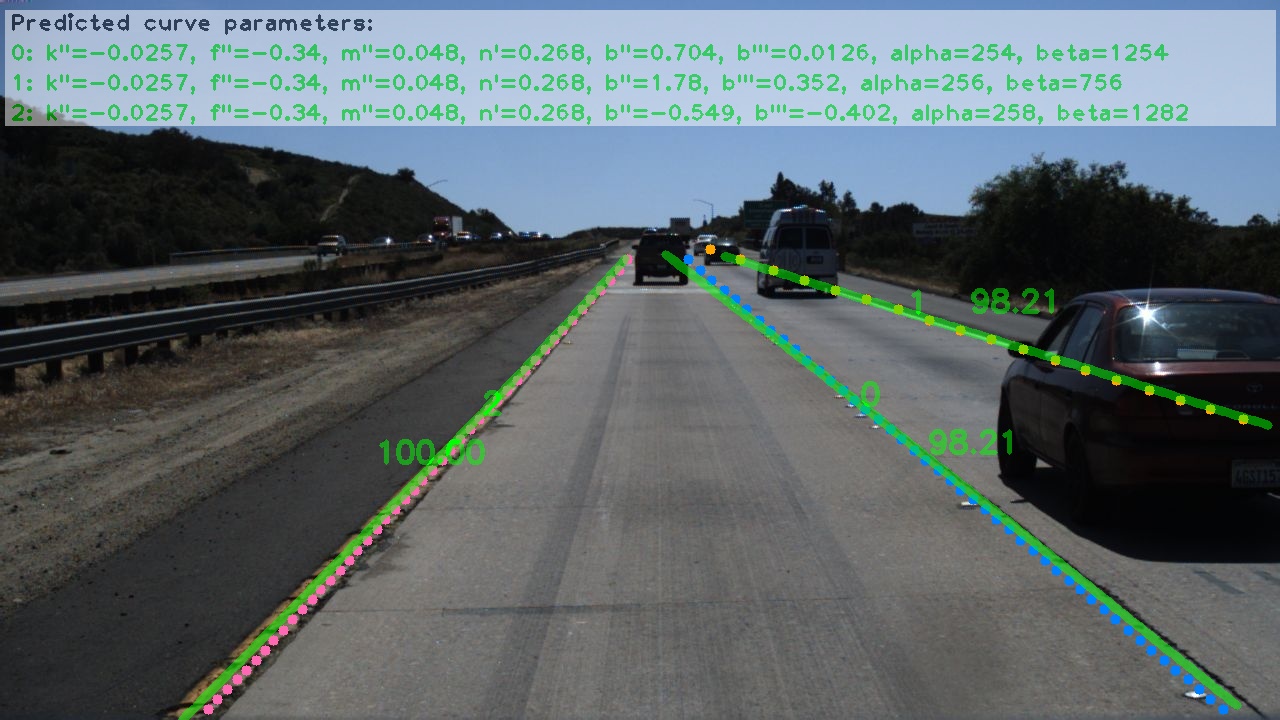 Predicted curve parameters:
0: k''=-0.0257, f''=-0.34, m''=0.048, n'=0.268, b''=0.704, b'''=0.0126, alpha=254, beta=1254
1: k''=-0.0257, f''=-0.34, m''=0.048, n'=0.268, b''=1.78, b'''=0.352, alpha=256, beta=756
2: k''=-0.0257, f''=-0.34, m''=0.048, n'=0.268, b''=-0.549, b'''=-0.402, alpha=258, beta=1282
1 98.21
2
0
100.00
98.21